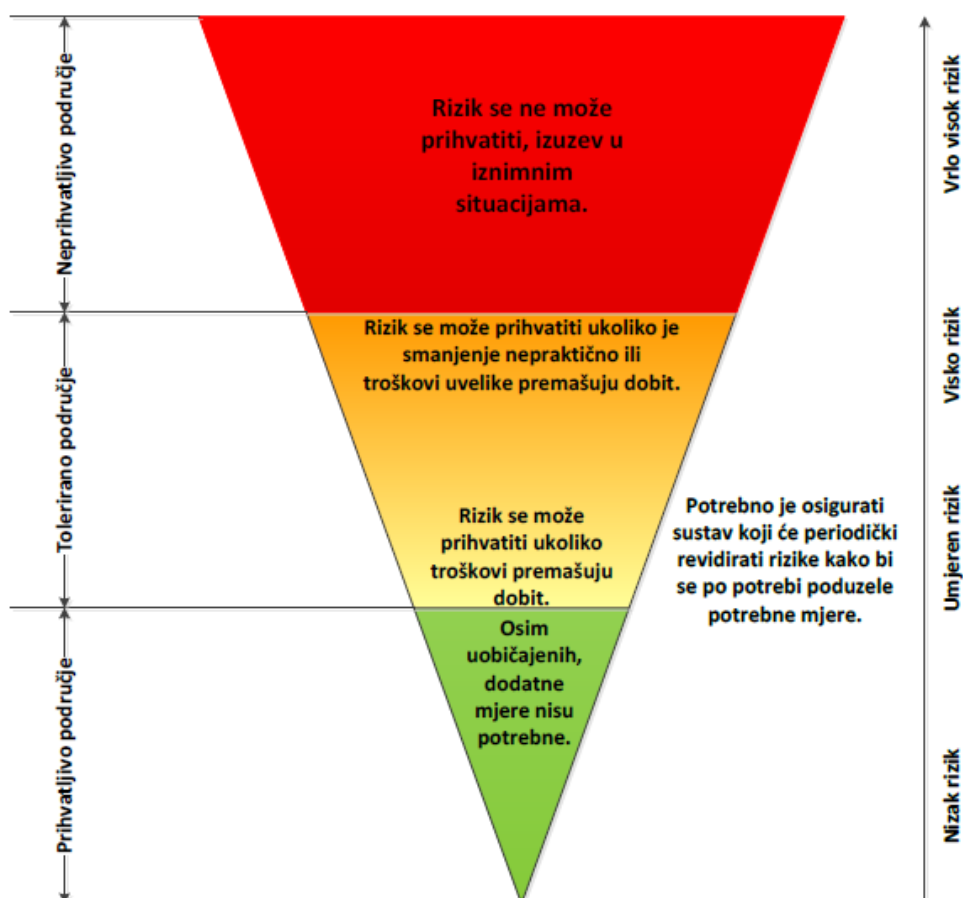 Neprihvatljivo područje
Rizik se ne može
prihvatiti, izuzev u
iznimnim
situacijama.
Vrlo visok rizik
Tolerirano područje
Rizik se može prihvatiti ukoliko je
smanjenje nepraktično ili
troškovi uvelike premašuju dobit.
Visko rizik
Rizik se može
prihvatiti ukoliko
troškovi premašuju
dobit.
Potrebno je osigurati
sustav koji će periodički
revidirati rizike kako bi
se po potrebi poduzele
potrebne mjere.
Umjeren rizik
Prihvatljivo područje
Osim
uobičajenih,
dodatne
mjere nisu
potrebne.
Nizak rizik